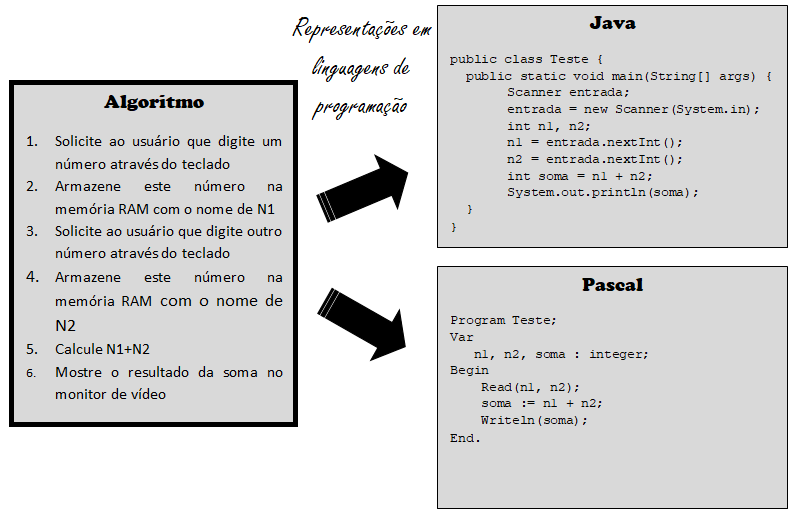 Representações em
linguagens de
programação
Algoritmo
1. Solicite ao usuário que digite um
número através do teclado
2. Armazene este número na
memória RAM com o nome de N1
3. Solicite ao usuário que digite outro
número através do teclado
4. Armazene este número na
memória RAM com o nome de
N2
5. Calcule N1+N2
6. Mostre o resultado da soma no
monitor de vídeo
Java
public class Teste {
public static void main(String[] args) {
Scanner entrada;
entrada = new Scanner(System.in);
int n1, n2;
n1 = entrada.nextInt();
n2 = entrada.nextInt();
int soma = n1 + n2;
System.out.println(soma);
}
}
Pascal
Program Teste;
Var
n1, n2, soma : integer;
Begin
Read(n1, n2);
soma := n1 + n2;
Writeln(soma);
End.